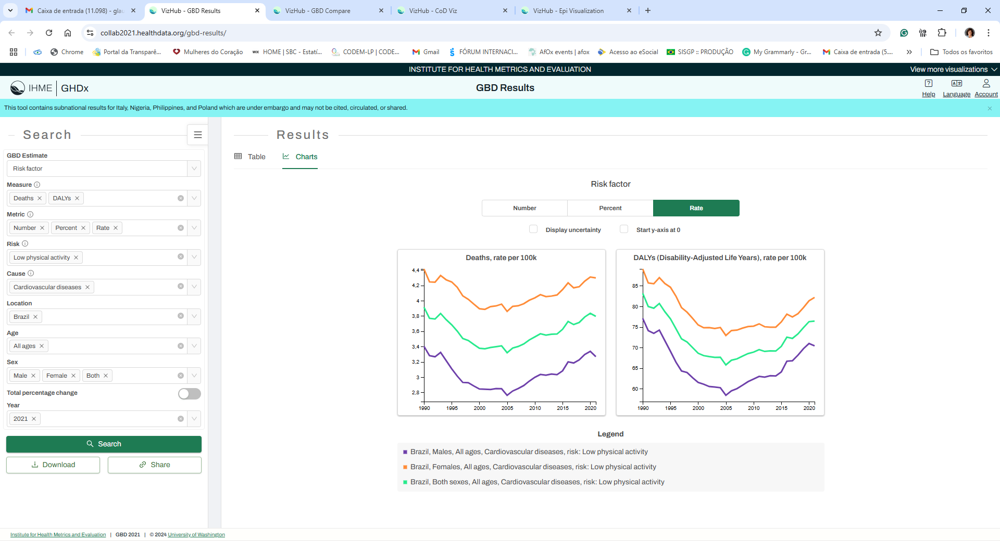 Caixa de entrada (11.098) - glau
VizHub - GBD Results
VizHub - GBD Compare
VizHub - CoD Viz
VizHub - Epi Visualization
collab2021.healthdata.org/gbd-results/
Chrome
Portal da Transparê...
Mulheres do Coração
WIX HOME | SBC - Estatí...
CODEM-LP | CODE...
Gmail
FÓRUM INTERNACI...
AfOx events | afox
Acesso ao eSocial
SISGP :: PRODUÇÃO
My Grammarly - Gr...
Caixa de entrada (5....
Todos os favoritos
INSTITUTE FOR HEALTH METRICS AND EVALUATION
View more visualizations
IHME | GHDx
GBD Results
Help
Language
Account
This tool contains subnational results for Italy, Nigeria, Philippines, and Poland which are under embargo and may not be cited, circulated, or shared.
Search
GBD Estimate
Risk factor
Measure
Deaths
DALYs
Metric
Number
Percent
Rate
Risk
Low physical activity
Cause
Cardiovascular diseases
Location
Brazil
Age
All ages
Sex
Male
Female
Both
Total percentage change
Year
2021
Search
Download
Share
Results
Table
Charts
Risk factor
Number
Percent
Rate
Display uncertainty
Start y-axis at 0
Deaths, rate per 100k
4,4
4,2
4
3,8
3,6
3,4
3,2
3
2,8
1990 1995 2000 2005 2010 2015 2020
DALYs (Disability-Adjusted Life Years), rate per 100k
85
80
75
70
65
60
1990 1995 2000 2005 2010 2015 2020
Legend
Brazil, Males, All ages, Cardiovascular diseases, risk: Low physical activity
Brazil, Females, All ages, Cardiovascular diseases, risk: Low physical activity
Brazil, Both sexes, All ages, Cardiovascular diseases, risk: Low physical activity
Institute for Health Metrics and Evaluation | GBD 2021 | © 2024 University of Washington